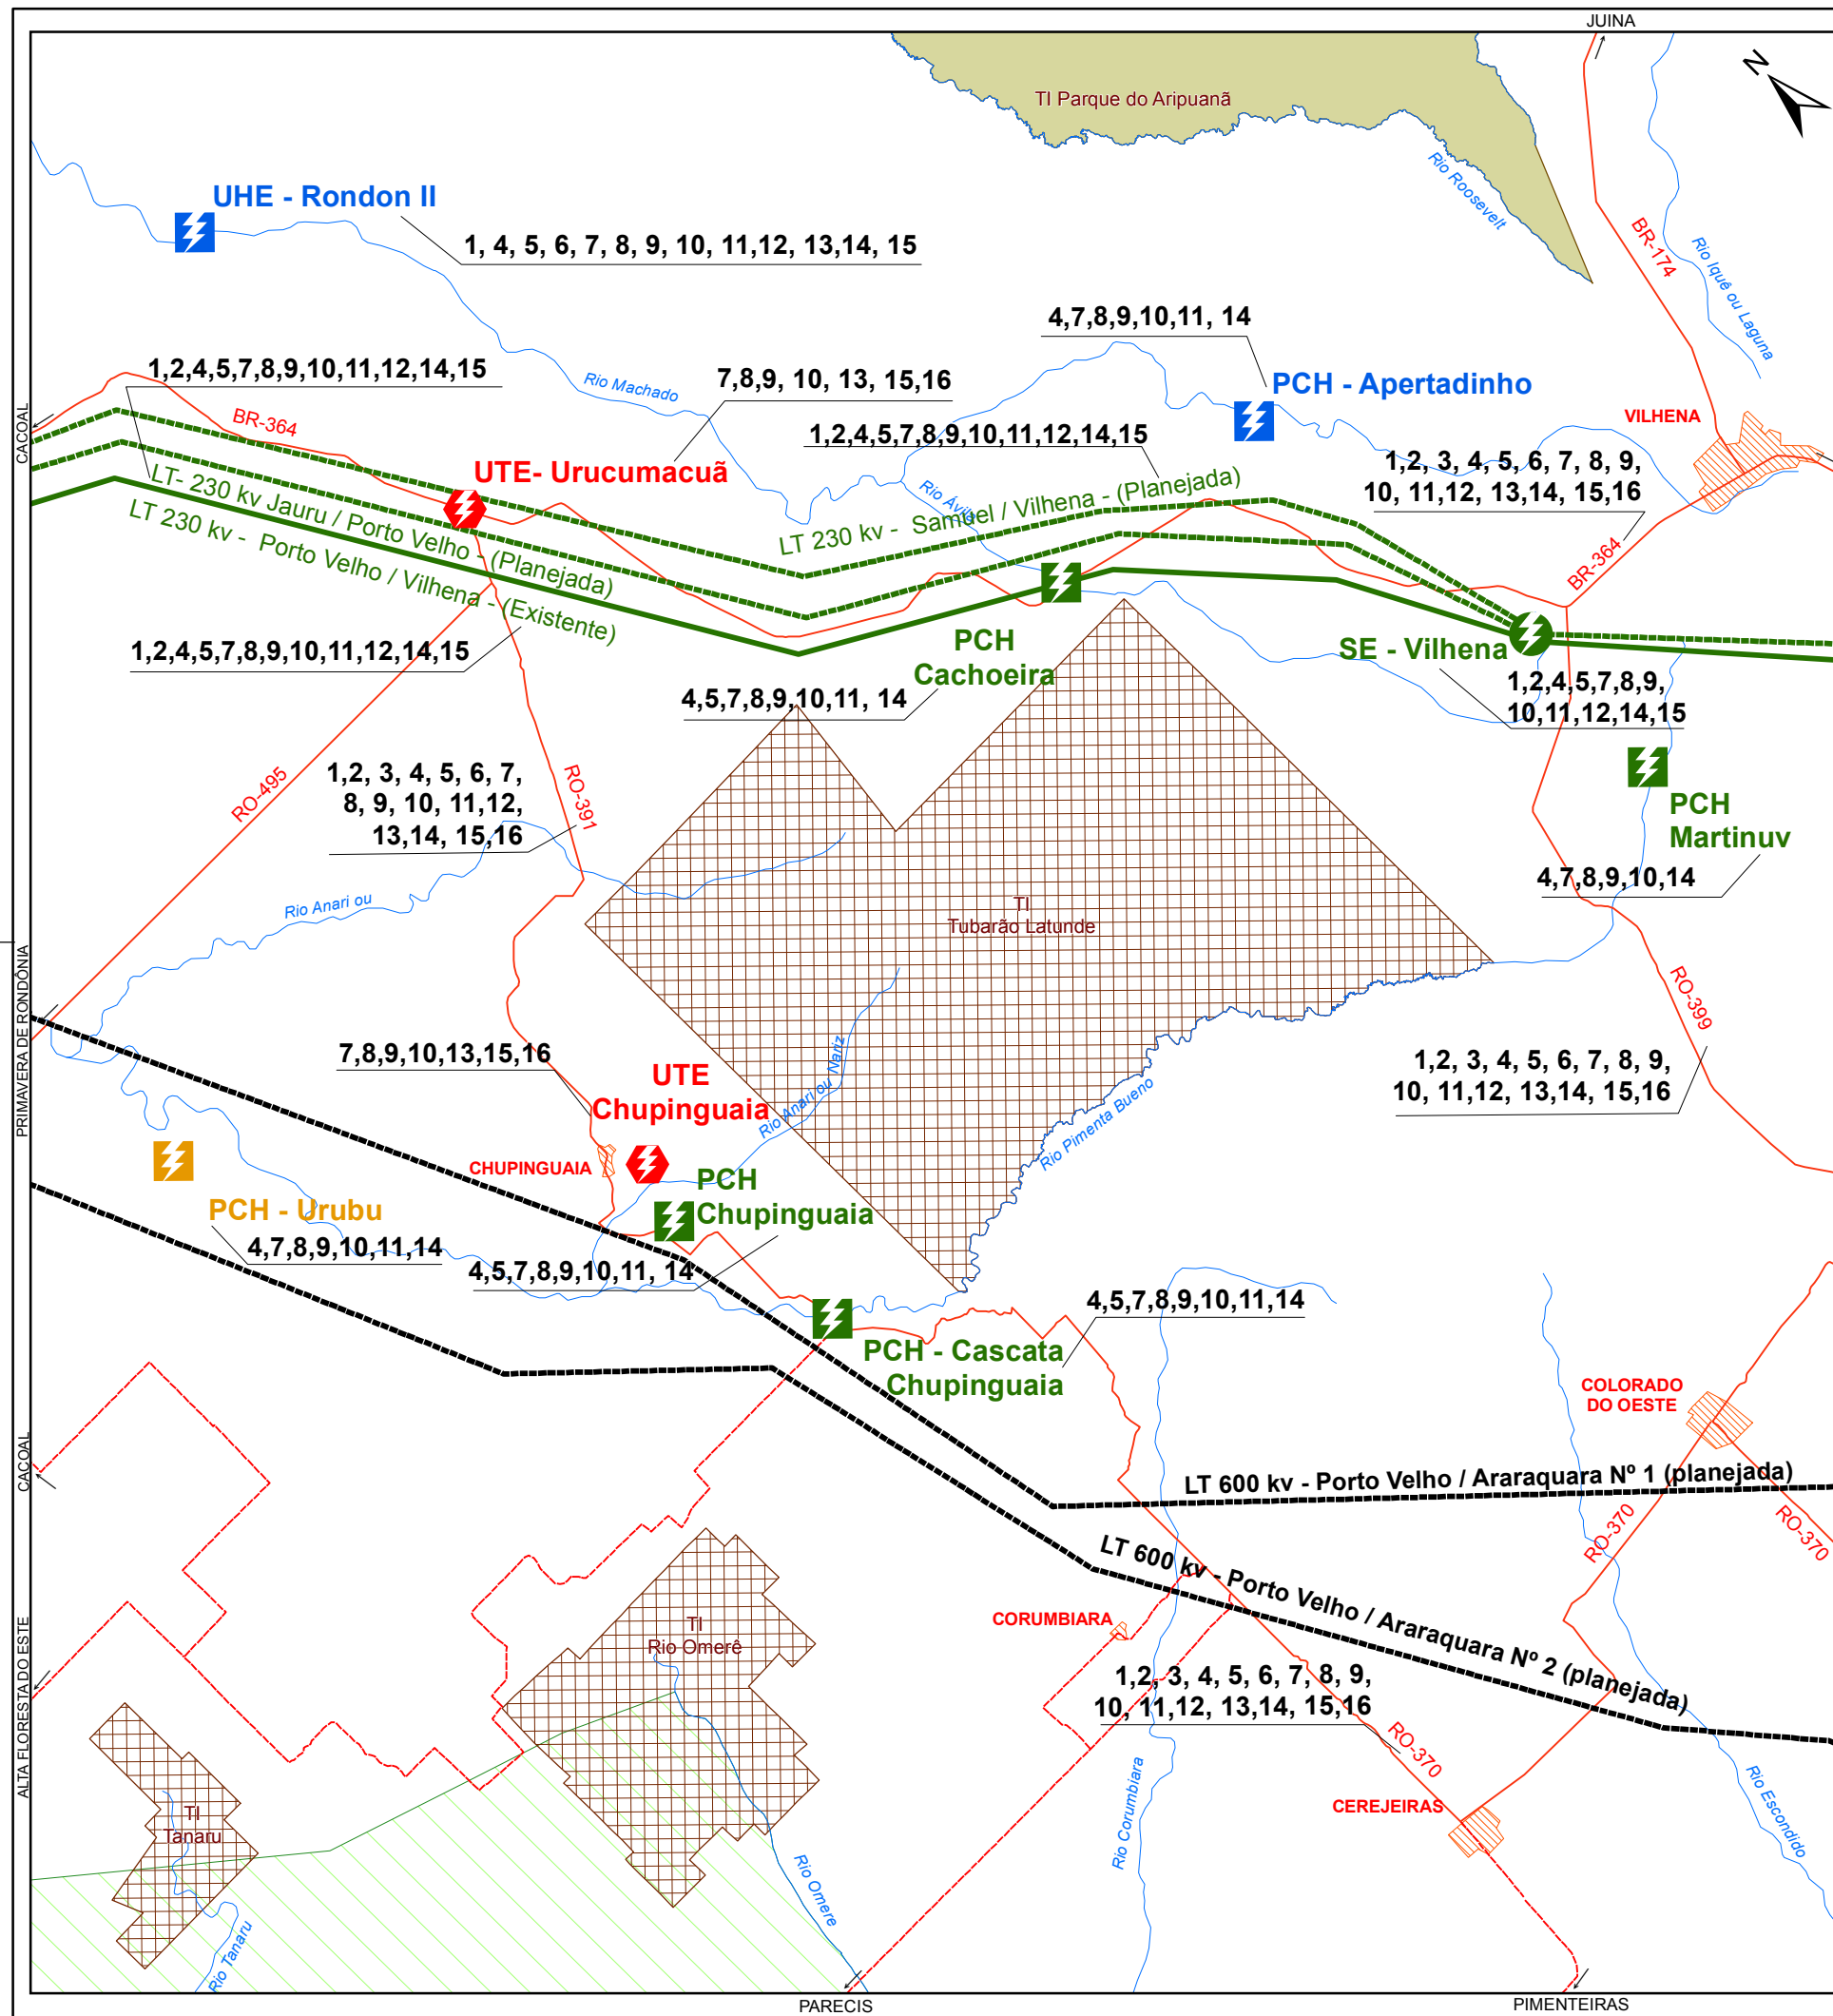 JUINA
N
TI Parque do Aripuanã
Rio Roosevelt
BR-174
Rio Iquê ou Laguna
UHE - Rondon II
1, 4, 5, 6, 7, 8, 9, 10, 11,12, 13,14, 15
4,7,8,9,10,11, 14
PCH - Apertadinho
1,2,4,5,7,8,9,10,11,12,14,15
Rio Machado
7,8,9, 10, 13, 15,16
VILHENA
CACOAL
BR-364
1,2,4,5,7,8,9,10,11,12,14,15
UTE- Urucumacuã
1,2, 3, 4, 5, 6, 7, 8, 9,
10, 11,12, 13,14, 15,16
Rio Ávila
LT 230 kv - Samuel / Vilhena - (Planejada)
LT- 230 kv Jauru / Porto Velho - (Planejada)
LT 230 kv - Porto Velho / Vilhena - (Existente)
BR-364
1,2,4,5,7,8,9,10,11,12,14,15
PCH
Cachoeira
4,5,7,8,9,10,11, 14
SE - Vilhena
1,2,4,5,7,8,9,
10,11,12,14,15
RO-495
1,2, 3, 4, 5, 6, 7,
8, 9, 10, 11,12,
13,14, 15,16
RO-391
PCH
Martinuv
4,7,8,9,10,14
Rio Anari ou
TI
Tubarão Latunde
PRIMAVERA DE RONDÔNIA
RO-399
7,8,9,10,13,15,16
UTE
Chupinguaia
Rio Anari ou Nariz
Rio Pimenta Bueno
1,2, 3, 4, 5, 6, 7, 8, 9,
10, 11,12, 13,14, 15,16
CHUPINGUAIA
PCH
Chupinguaia
PCH - Urubu
4,7,8,9,10,11,14
4,5,7,8,9,10,11, 14
4,5,7,8,9,10,11,14
PCH - Cascata
Chupinguaia
COLORADO
DO OESTE
CACOAL
LT 600 kv - Porto Velho / Araraquara Nº 1 (planejada)
RO-370
RO-370
LT 600 kv - Porto Velho / Araraquara Nº 2 (planejada)
CORUMBIARA
TI
Rio Omerê
ALTA FLORESTA DO ESTE
1,2, 3, 4, 5, 6, 7, 8, 9,
10, 11,12, 13,14, 15,16
RO-370
Rio Corumbiara
CEREJEIRAS
Rio Escondido
TI
Tanaru
Rio Omere
Rio Tanaru
PARECIS
PIMENTEIRAS